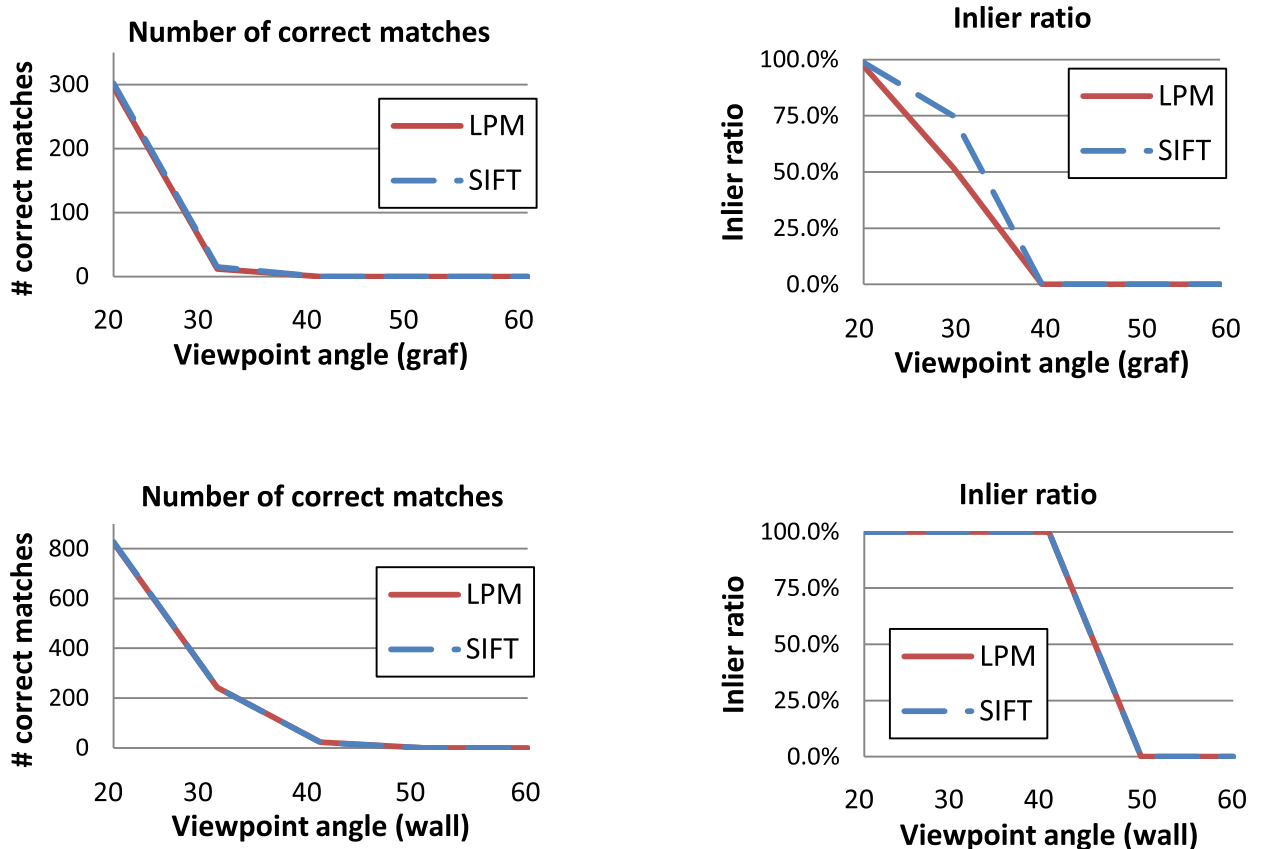 Number of correct matches
# correct matches
300
200
100
0
LPM
SIFT
20 30 40 50 60
Viewpoint angle (graf)
Inlier ratio
Inlier ratio
100.0%
75.0%
50.0%
25.0%
0.0%
LPM
SIFT
20 30 40 50 60
Viewpoint angle (graf)
Number of correct matches
# correct matches
800
600
400
200
0
LPM
SIFT
20 30 40 50 60
Viewpoint angle (wall)
Inlier ratio
Inlier ratio
100.0%
75.0%
50.0%
25.0%
0.0%
LPM
SIFT
20 30 40 50 60
Viewpoint angle (wall)